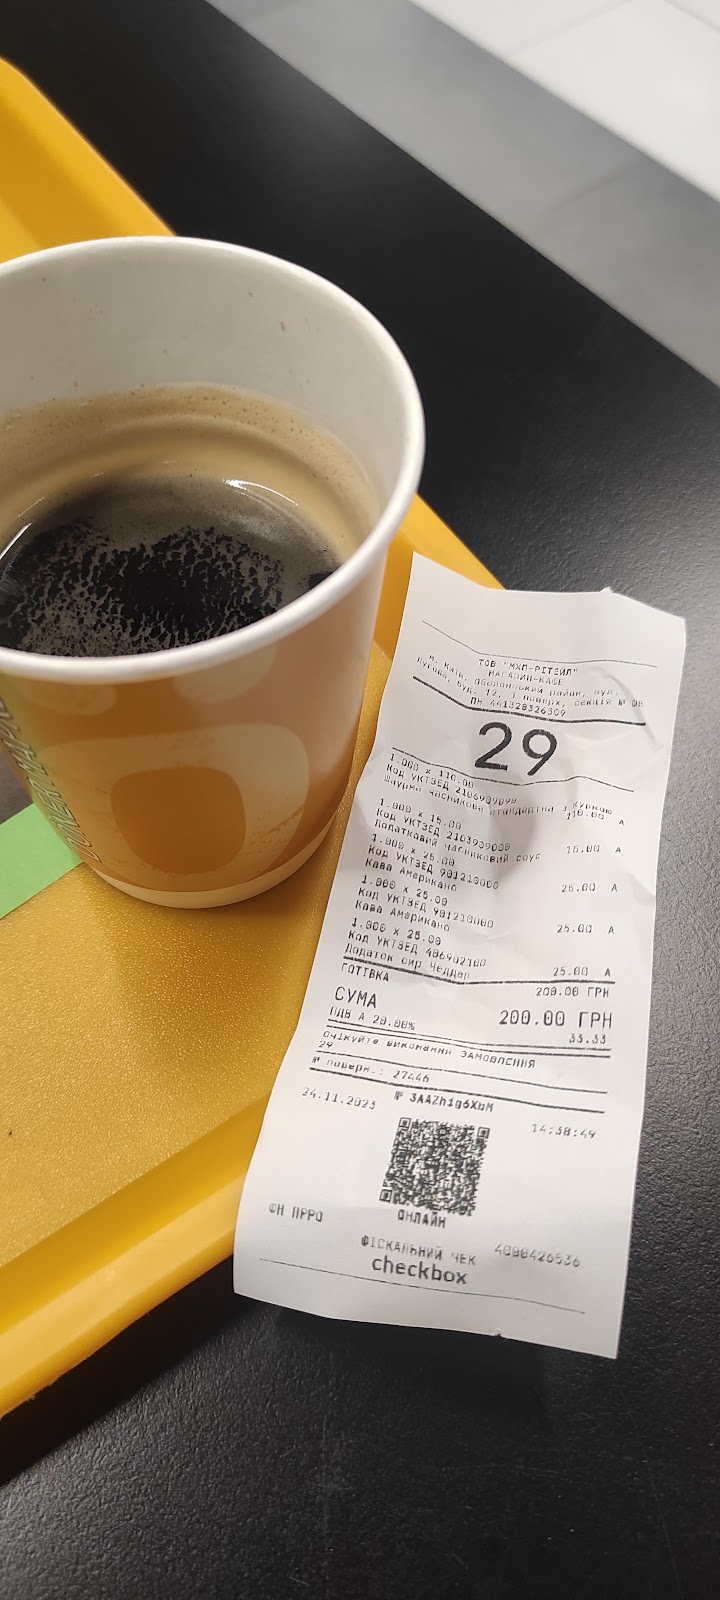 ТОВ "МХП-РІТЕЙЛ"
МАГАЗИН-КАФЕ
м. Київ, Оболонський район, вул.
Лугова, буд. 12, 1 поверх, секція № D8
ПН 441328326509
29
1.000 x 110.00
Код УКТЗЕД 2106909898
Шаурма часникова стандартна з куркою
110.00 А
1.000 x 15.00
Код УКТЗЕД 2103909000
Додатковий часниковий соус
15.00 А
1.000 x 25.00
Код УКТЗЕД 901210000
Кава Американо
25.00 А
1.000 x 25.00
Код УКТЗЕД 901210000
Кава Американо
25.00 А
1.000 x 25.00
Код УКТЗЕД 406902100
Додаток сир Чеддер
25.00 А
ГОТІВКА 200.00 ГРН
СУМА 200.00 ГРН
ПДВ А 20.00% 33.33
Очікуйте виконання ЗАМОВЛЕННЯ
29
№ поверн.: 27446
№ 3AAZh1g6XbM
24.11.2023 14:38:49
ОНЛАЙН
ФН ПРРО 4000426536
ФІСКАЛЬНИЙ ЧЕК
checkbox